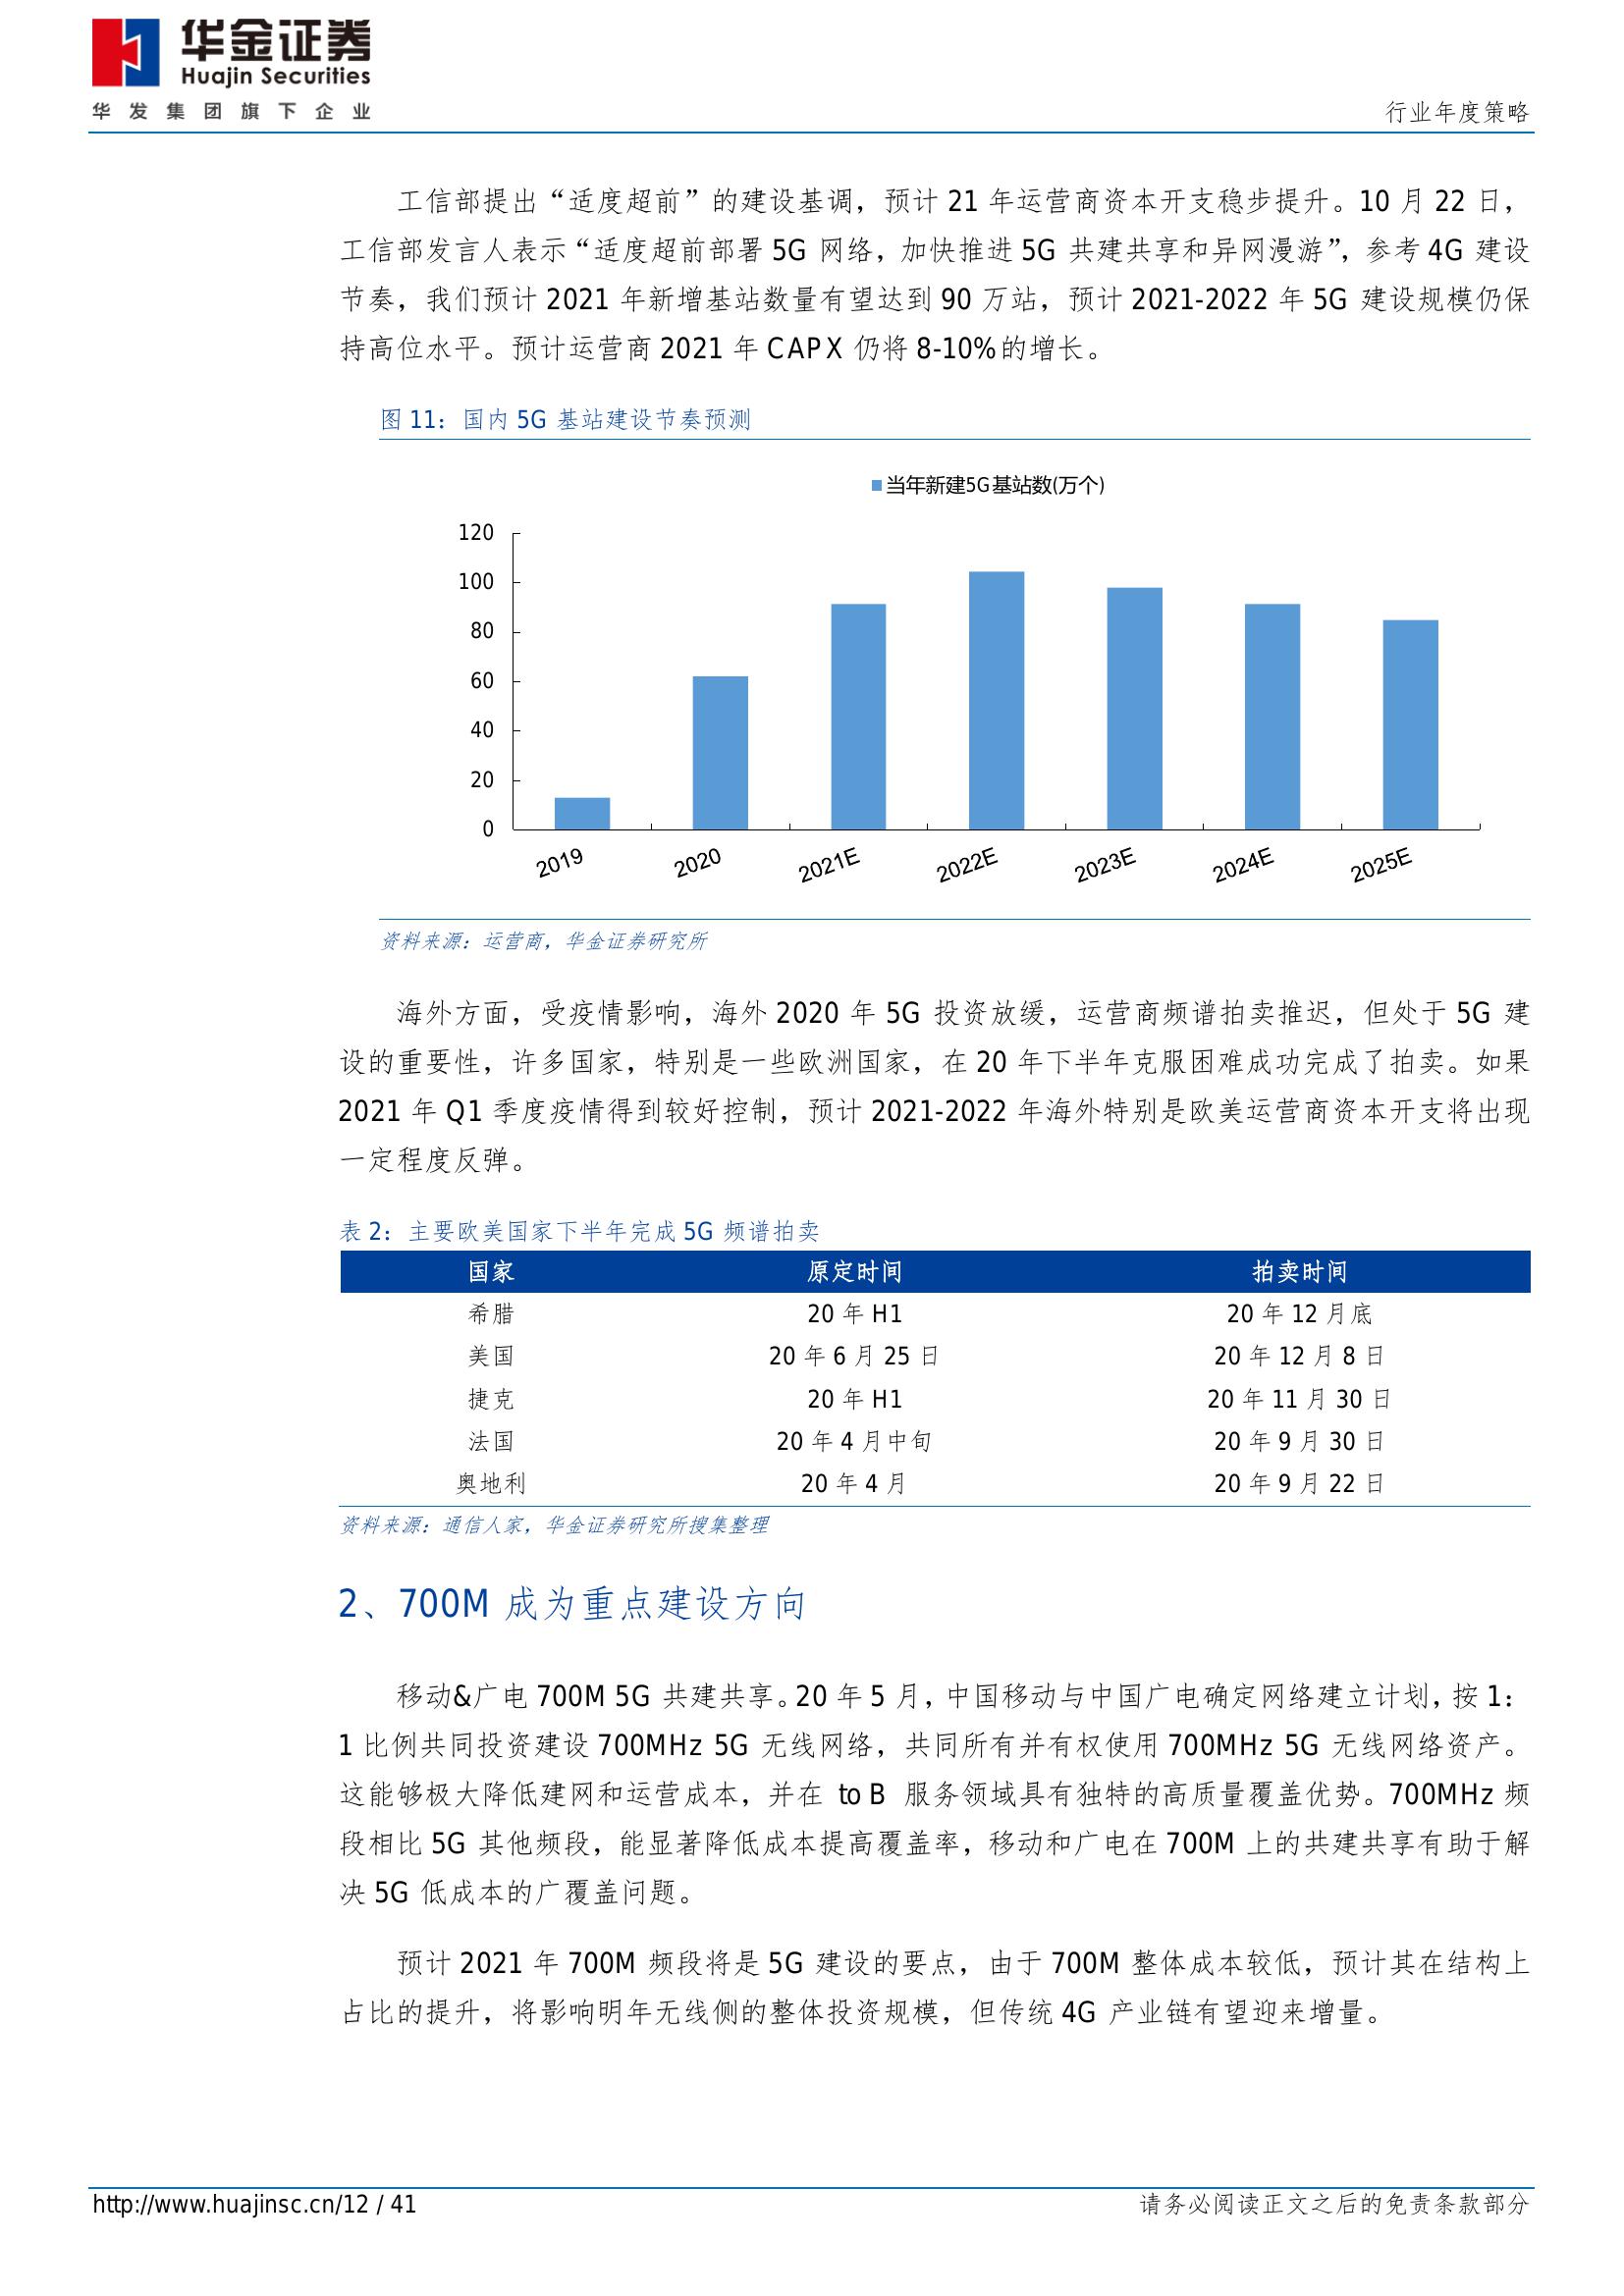 华金证券
Huajin Securities
华发集团旗下企业
行业年度策略
工信部提出“适度超前”的建设基调，预计 21 年运营商资本开支稳步提升。10 月 22 日，
工信部发言人表示“适度超前部署 5G 网络，加快推进 5G 共建共享和异网漫游”，参考 4G 建设
节奏，我们预计 2021 年新增基站数量有望达到 90 万站，预计 2021-2022 年 5G 建设规模仍保
持高位水平。预计运营商 2021 年 CAPX 仍将 8-10%的增长。
图 11：国内 5G 基站建设节奏预测
当年新建5G基站数(万个)
120
100
80
60
40
20
0
2019 2020 2021E 2022E 2023E 2024E 2025E
资料来源：运营商，华金证券研究所
海外方面，受疫情影响，海外 2020 年 5G 投资放缓，运营商频谱拍卖推迟，但处于 5G 建
设的重要性，许多国家，特别是一些欧洲国家，在 20 年下半年克服困难成功完成了拍卖。如果
2021 年 Q1 季度疫情得到较好控制，预计 2021-2022 年海外特别是欧美运营商资本开支将出现
一定程度反弹。
表 2：主要欧美国家下半年完成 5G 频谱拍卖
国家 原定时间 拍卖时间
希腊 20 年 H1 20 年 12 月底
美国 20 年 6 月 25 日 20 年 12 月 8 日
捷克 20 年 H1 20 年 11 月 30 日
法国 20 年 4 月中旬 20 年 9 月 30 日
奥地利 20 年 4 月 20 年 9 月 22 日
资料来源：通信人家，华金证券研究所搜集整理
2、700M 成为重点建设方向
移动&广电 700M 5G 共建共享。20 年 5 月，中国移动与中国广电确定网络建立计划，按 1：
1 比例共同投资建设 700MHz 5G 无线网络，共同所有并有权使用 700MHz 5G 无线网络资产。
这能够极大降低建网和运营成本，并在 to B 服务领域具有独特的高质量覆盖优势。700MHz 频
段相比 5G 其他频段，能显著降低成本提高覆盖率，移动和广电在 700M 上的共建共享有助于解
决 5G 低成本的广覆盖问题。
预计 2021 年 700M 频段将是 5G 建设的要点，由于 700M 整体成本较低，预计其在结构上
占比的提升，将影响明年无线侧的整体投资规模，但传统 4G 产业链有望迎来增量。
http://www.huajinsc.cn/12 / 41
请务必阅读正文之后的免责条款部分